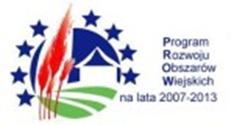 Program
Rozwoju
Obszarów
Wiejskich
na lata 2007-2013